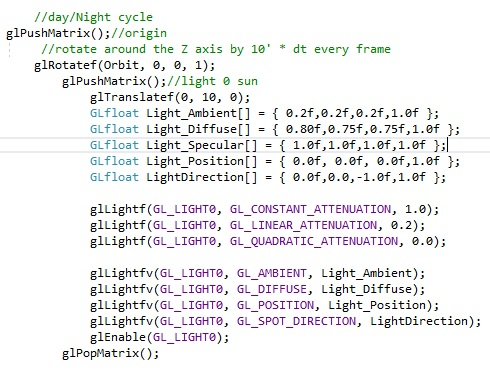 //day/Night cycle
glPushMatrix();//origin
//rotate around the Z axis by 10' * dt every frame
glRotatef(Orbit, 0, 0, 1);
glPushMatrix();//light 0 sun
glTranslatef(0, 10, 0);
GLfloat Light_Ambient[] = { 0.2f,0.2f,0.2f,1.0f };
GLfloat Light_Diffuse[] = { 0.80f,0.75f,0.75f,1.0f };
GLfloat Light_Specular[] = { 1.0f,1.0f,1.0f,1.0f };
GLfloat Light_Position[] = { 0.0f, 0.0f, 0.0f,1.0f };
GLfloat LightDirection[] = { 0.0f,0.0,-1.0f,1.0f };
glLightf(GL_LIGHT0, GL_CONSTANT_ATTENUATION, 1.0);
glLightf(GL_LIGHT0, GL_LINEAR_ATTENUATION, 0.2);
glLightf(GL_LIGHT0, GL_QUADRATIC_ATTENUATION, 0.0);
glLightfv(GL_LIGHT0, GL_AMBIENT, Light_Ambient);
glLightfv(GL_LIGHT0, GL_DIFFUSE, Light_Diffuse);
glLightfv(GL_LIGHT0, GL_POSITION, Light_Position);
glLightfv(GL_LIGHT0, GL_SPOT_DIRECTION, LightDirection);
glEnable(GL_LIGHT0);
glPopMatrix();